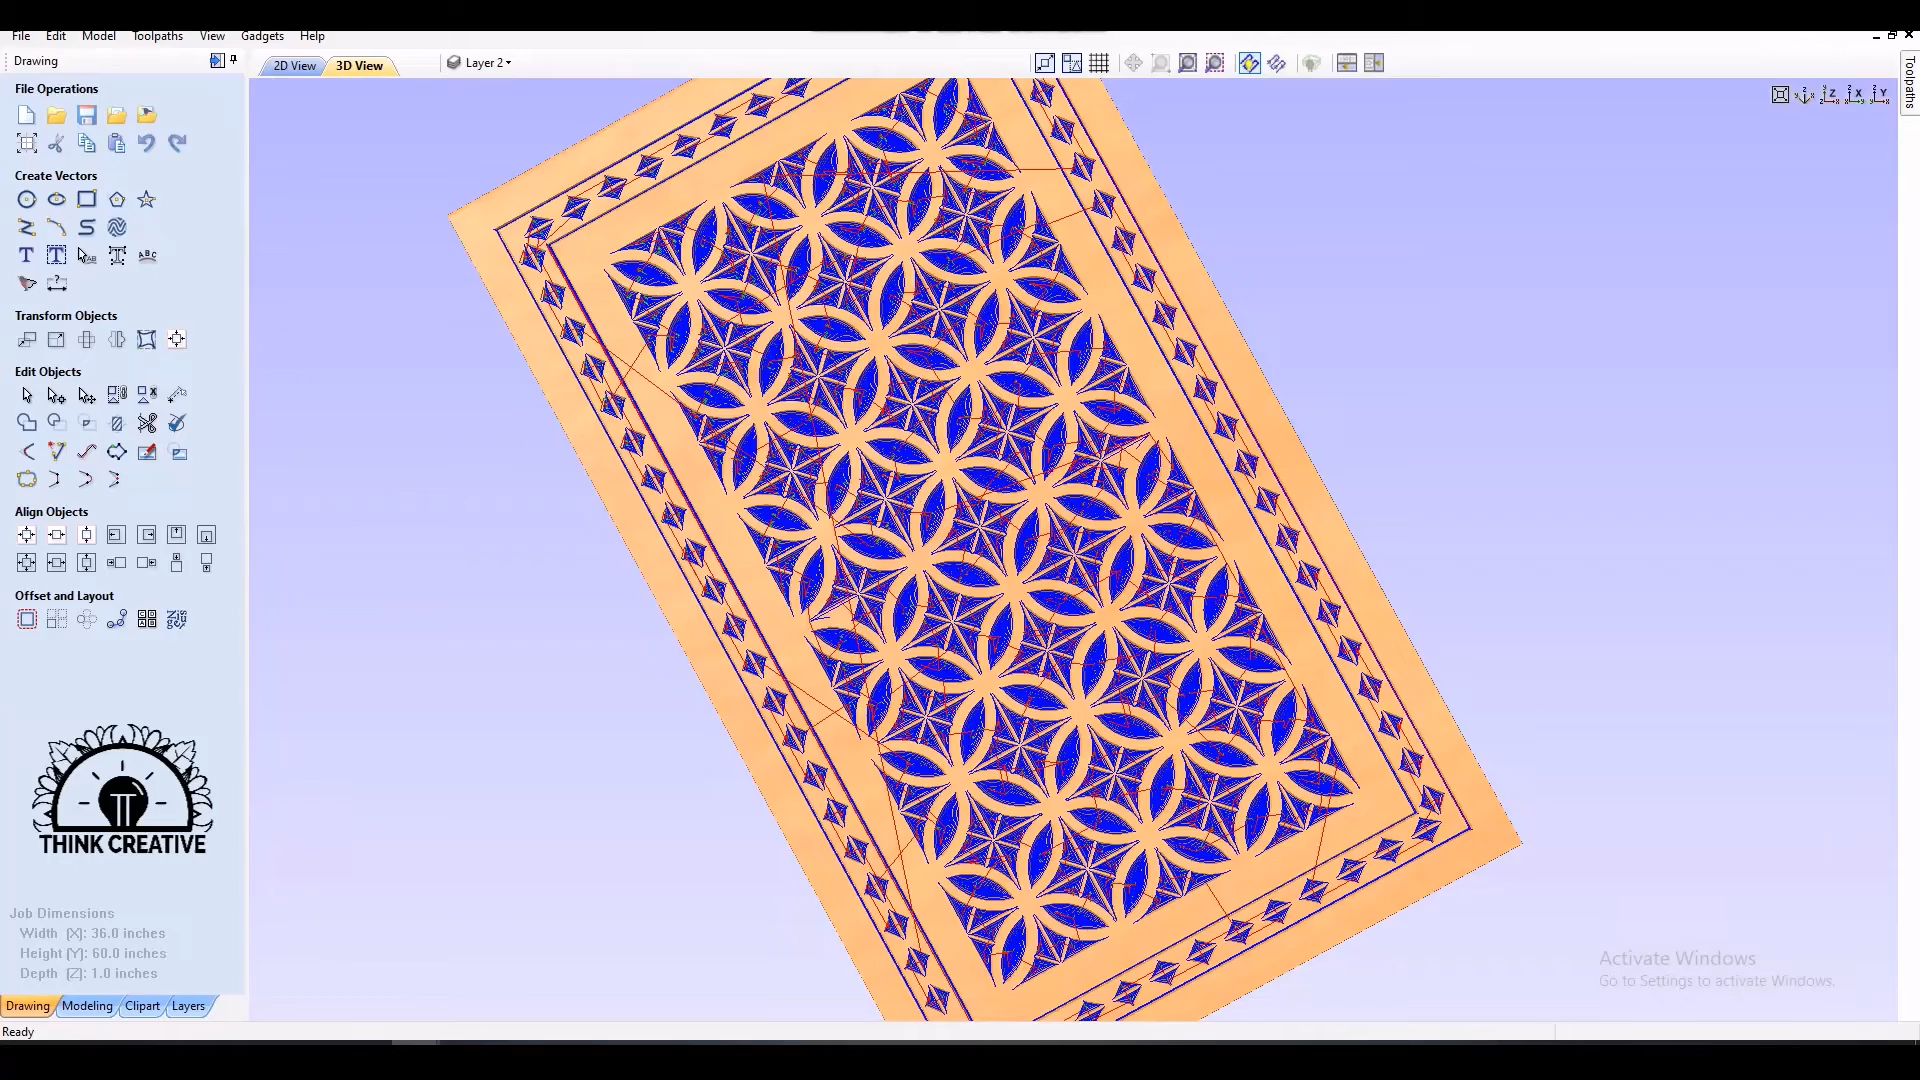 File Edit Model Toolpaths View Gadgets Help
Drawing
2D View 3D View Layer 2
Toolpaths
File Operations
Create Vectors
Transform Objects
Edit Objects
Align Objects
Offset and Layout
THINK CREATIVE
Job Dimensions
Width (X): 36.0 inches
Height (Y): 60.0 inches
Depth (Z): 1.0 inches
Activate Windows
Go to Settings to activate Windows.
Drawing Modeling Clipart Layers
Ready